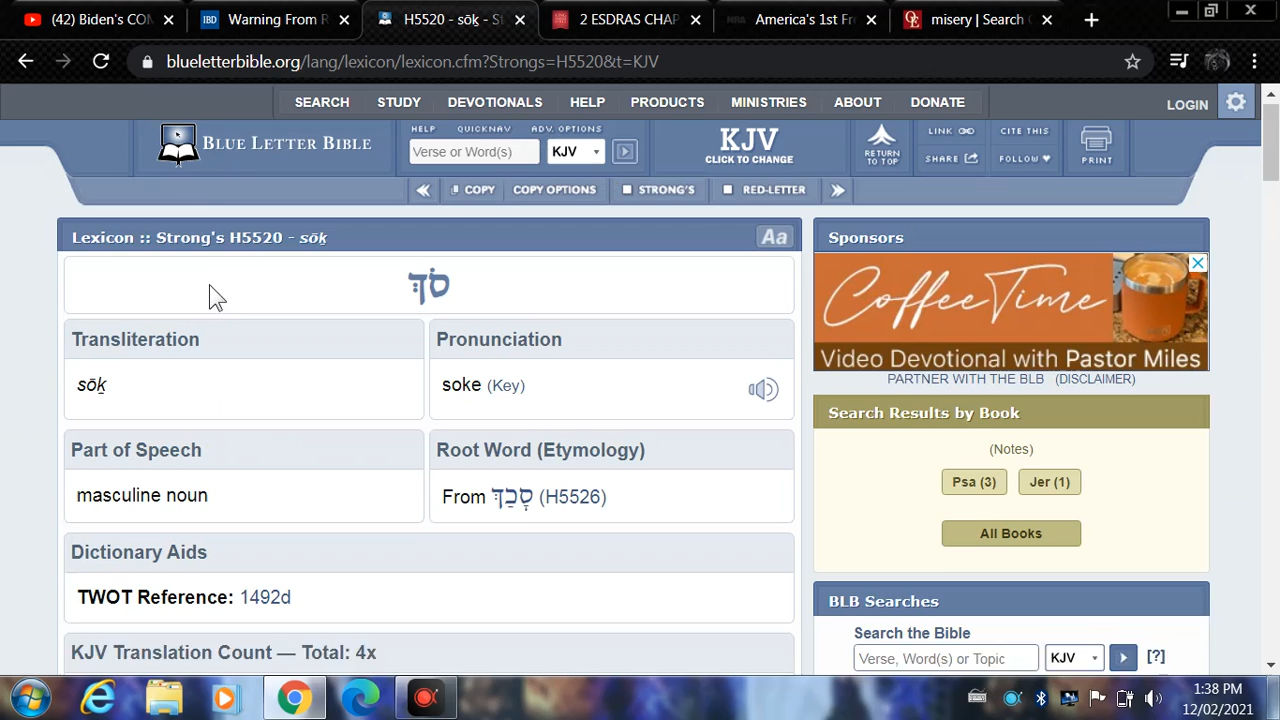 (42) Biden's CON
Warning From R
H5520 - sōḵ - St
2 ESDRAS CHAP
America's 1st Fr
misery | Search O
blueletterbible.org/lang/lexicon/lexicon.cfm?Strongs=H5520&t=KJV
SEARCH STUDY DEVOTIONALS HELP PRODUCTS MINISTRIES ABOUT DONATE LOGIN
BLUE LETTER BIBLE
HELP QUICKNAV ADV. OPTIONS
Verse or Word(s) KJV
KJV
CLICK TO CHANGE
RETURN TO TOP
LINK CITE THIS
SHARE FOLLOW
PRINT
COPY COPY OPTIONS STRONG'S RED-LETTER
Lexicon :: Strong's H5520 - sōḵ Aa
סֹךְ
Transliteration
sōḵ
Pronunciation
soke (Key)
Part of Speech
masculine noun
Root Word (Etymology)
From סָכַךְ (H5526)
Dictionary Aids
TWOT Reference: 1492d
KJV Translation Count — Total: 4x
Sponsors
CoffeeTime
Video Devotional with Pastor Miles
PARTNER WITH THE BLB (DISCLAIMER)
Search Results by Book
(Notes)
Psa (3) Jer (1)
All Books
BLB Searches
Search the Bible
Verse, Word(s) or Topic KJV [?]
1:38 PM
12/02/2021